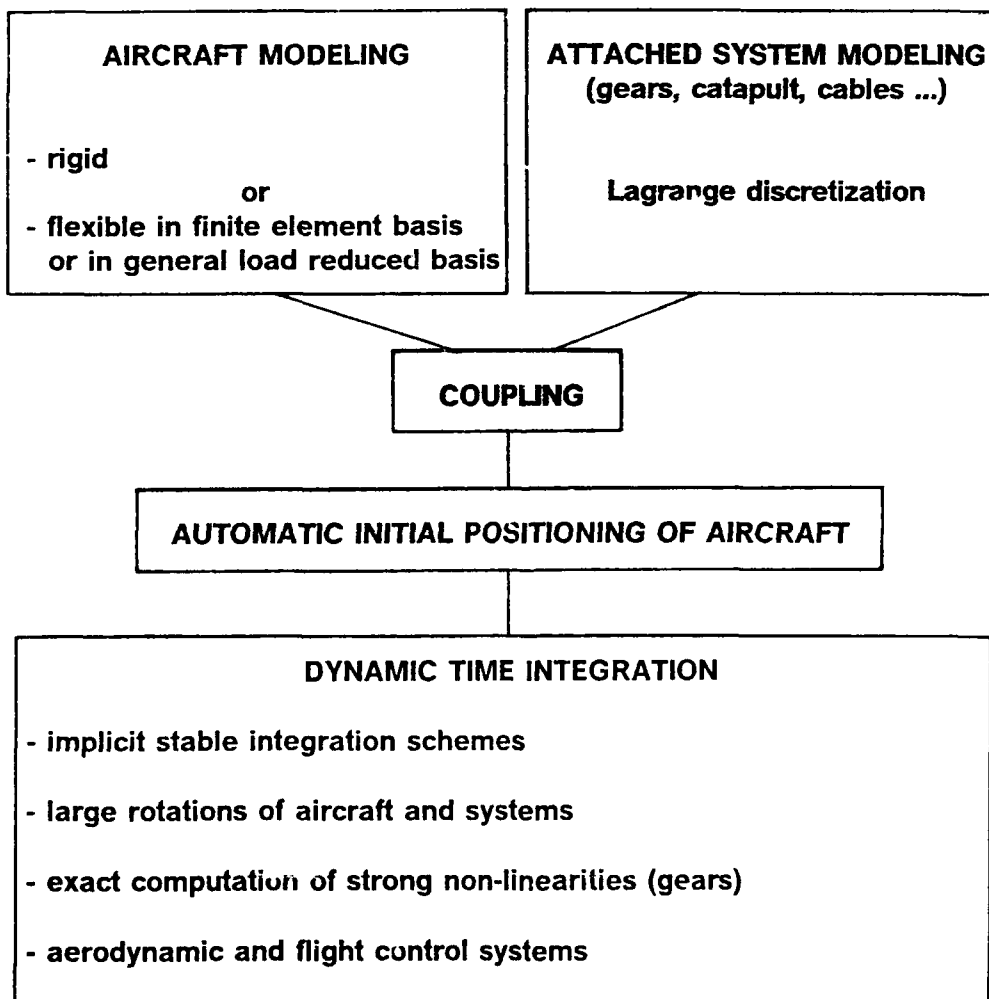 AIRCRAFT MODELING
- rigid
or
- flexible in finite element basis
or in general load reduced basis
ATTACHED SYSTEM MODELING
(gears, catapult, cables ...)
Lagrange discretization
COUPLING
AUTOMATIC INITIAL POSITIONING OF AIRCRAFT
DYNAMIC TIME INTEGRATION
- implicit stable integration schemes
- large rotations of aircraft and systems
- exact computation of strong non-linearities (gears)
- aerodynamic and flight control systems